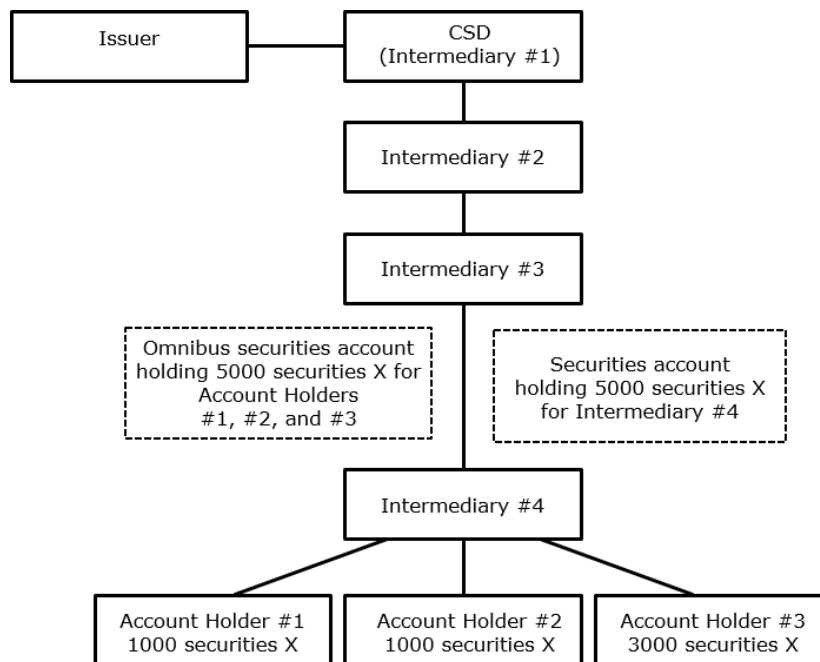 Issuer
CSD
(Intermediary #1)
Intermediary #2
Intermediary #3
Omnibus securities account
holding 5000 securities X for
Account Holders
#1, #2, and #3
Securities account
holding 5000 securities X
for Intermediary #4
Intermediary #4
Account Holder #1
1000 securities X
Account Holder #2
1000 securities X
Account Holder #3
3000 securities X